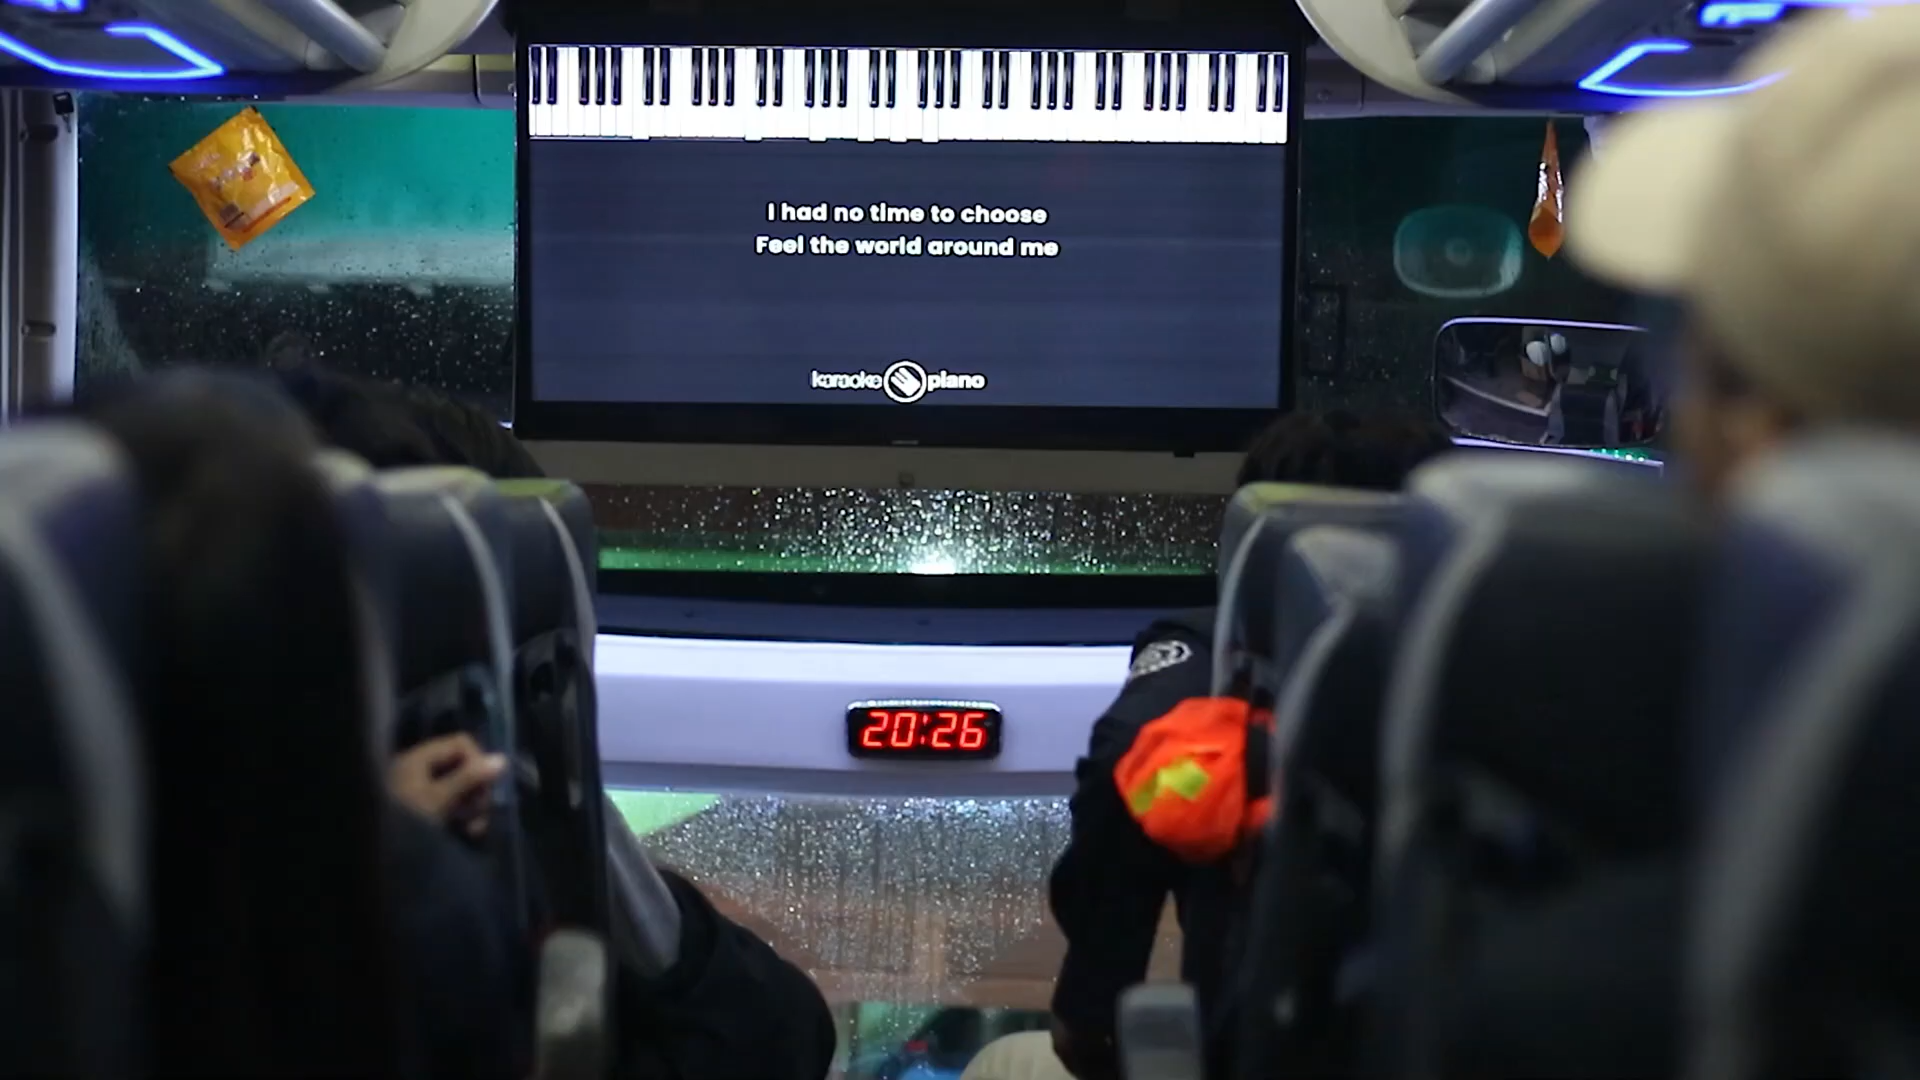 I had no time to choose
Feel the world around me
karaoke piano
20:26